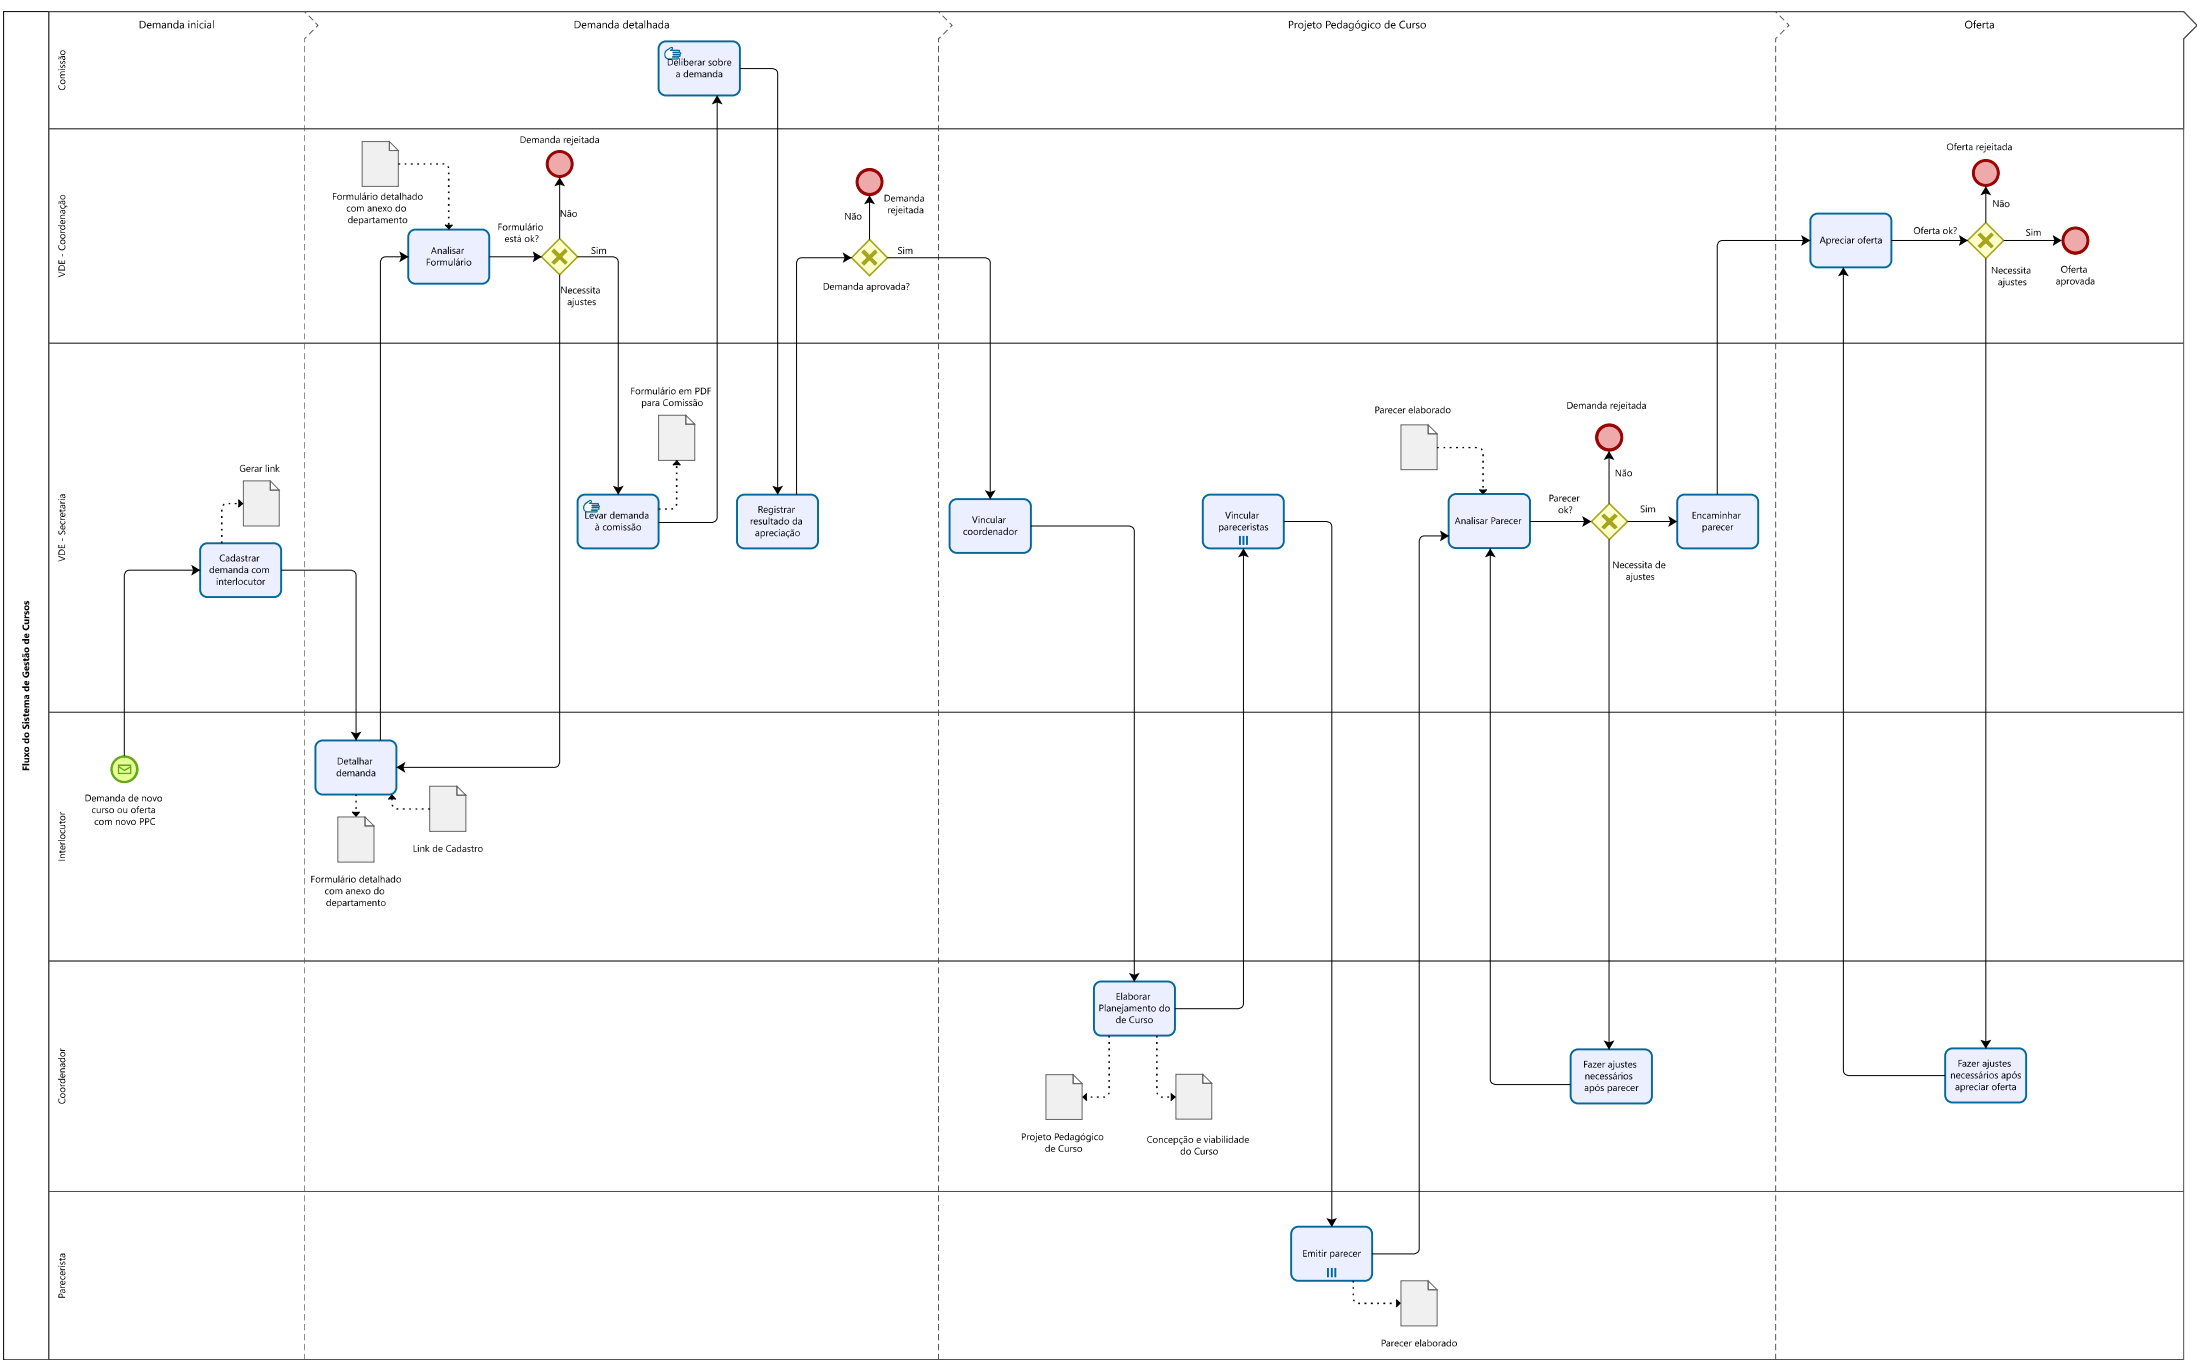 Demanda inicial
Demanda detalhada
Projeto Pedagógico de Curso
Oferta
Fluxo do Sistema de Gestão de Cursos
Comissão
Deliberar sobre
a demanda
VDE - Coordenação
Formulário detalhado
com anexo do
departamento
Analisar
Formulário
Formulário
está ok?
Demanda rejeitada
Não
Sim
Necessita
ajustes
Demanda
rejeitada
Não
Sim
Demanda aprovada?
Apreciar oferta
Oferta ok?
Oferta rejeitada
Não
Sim
Necessita
ajustes
Oferta
aprovada
VDE - Secretaria
Gerar link
Cadastrar
demanda com
interlocutor
Formulário em PDF
para Comissão
Levar demanda
à comissão
Registrar
resultado da
apreciação
Vincular
coordenador
Vincular
pareceristas
Parecer elaborado
Analisar Parecer
Parecer
ok?
Demanda rejeitada
Não
Sim
Necessita de
ajustes
Encaminhar
parecer
Interlocutor
Demanda de novo
curso ou oferta
com novo PPC
Detalhar
demanda
Link de Cadastro
Formulário detalhado
com anexo do
departamento
Coordenador
Elaborar
Planejamento do
de Curso
Projeto Pedagógico
de Curso
Concepção e viabilidade
do Curso
Fazer ajustes
necessários
após parecer
Fazer ajustes
necessários após
apreciar oferta
Parecerista
Emitir parecer
Parecer elaborado